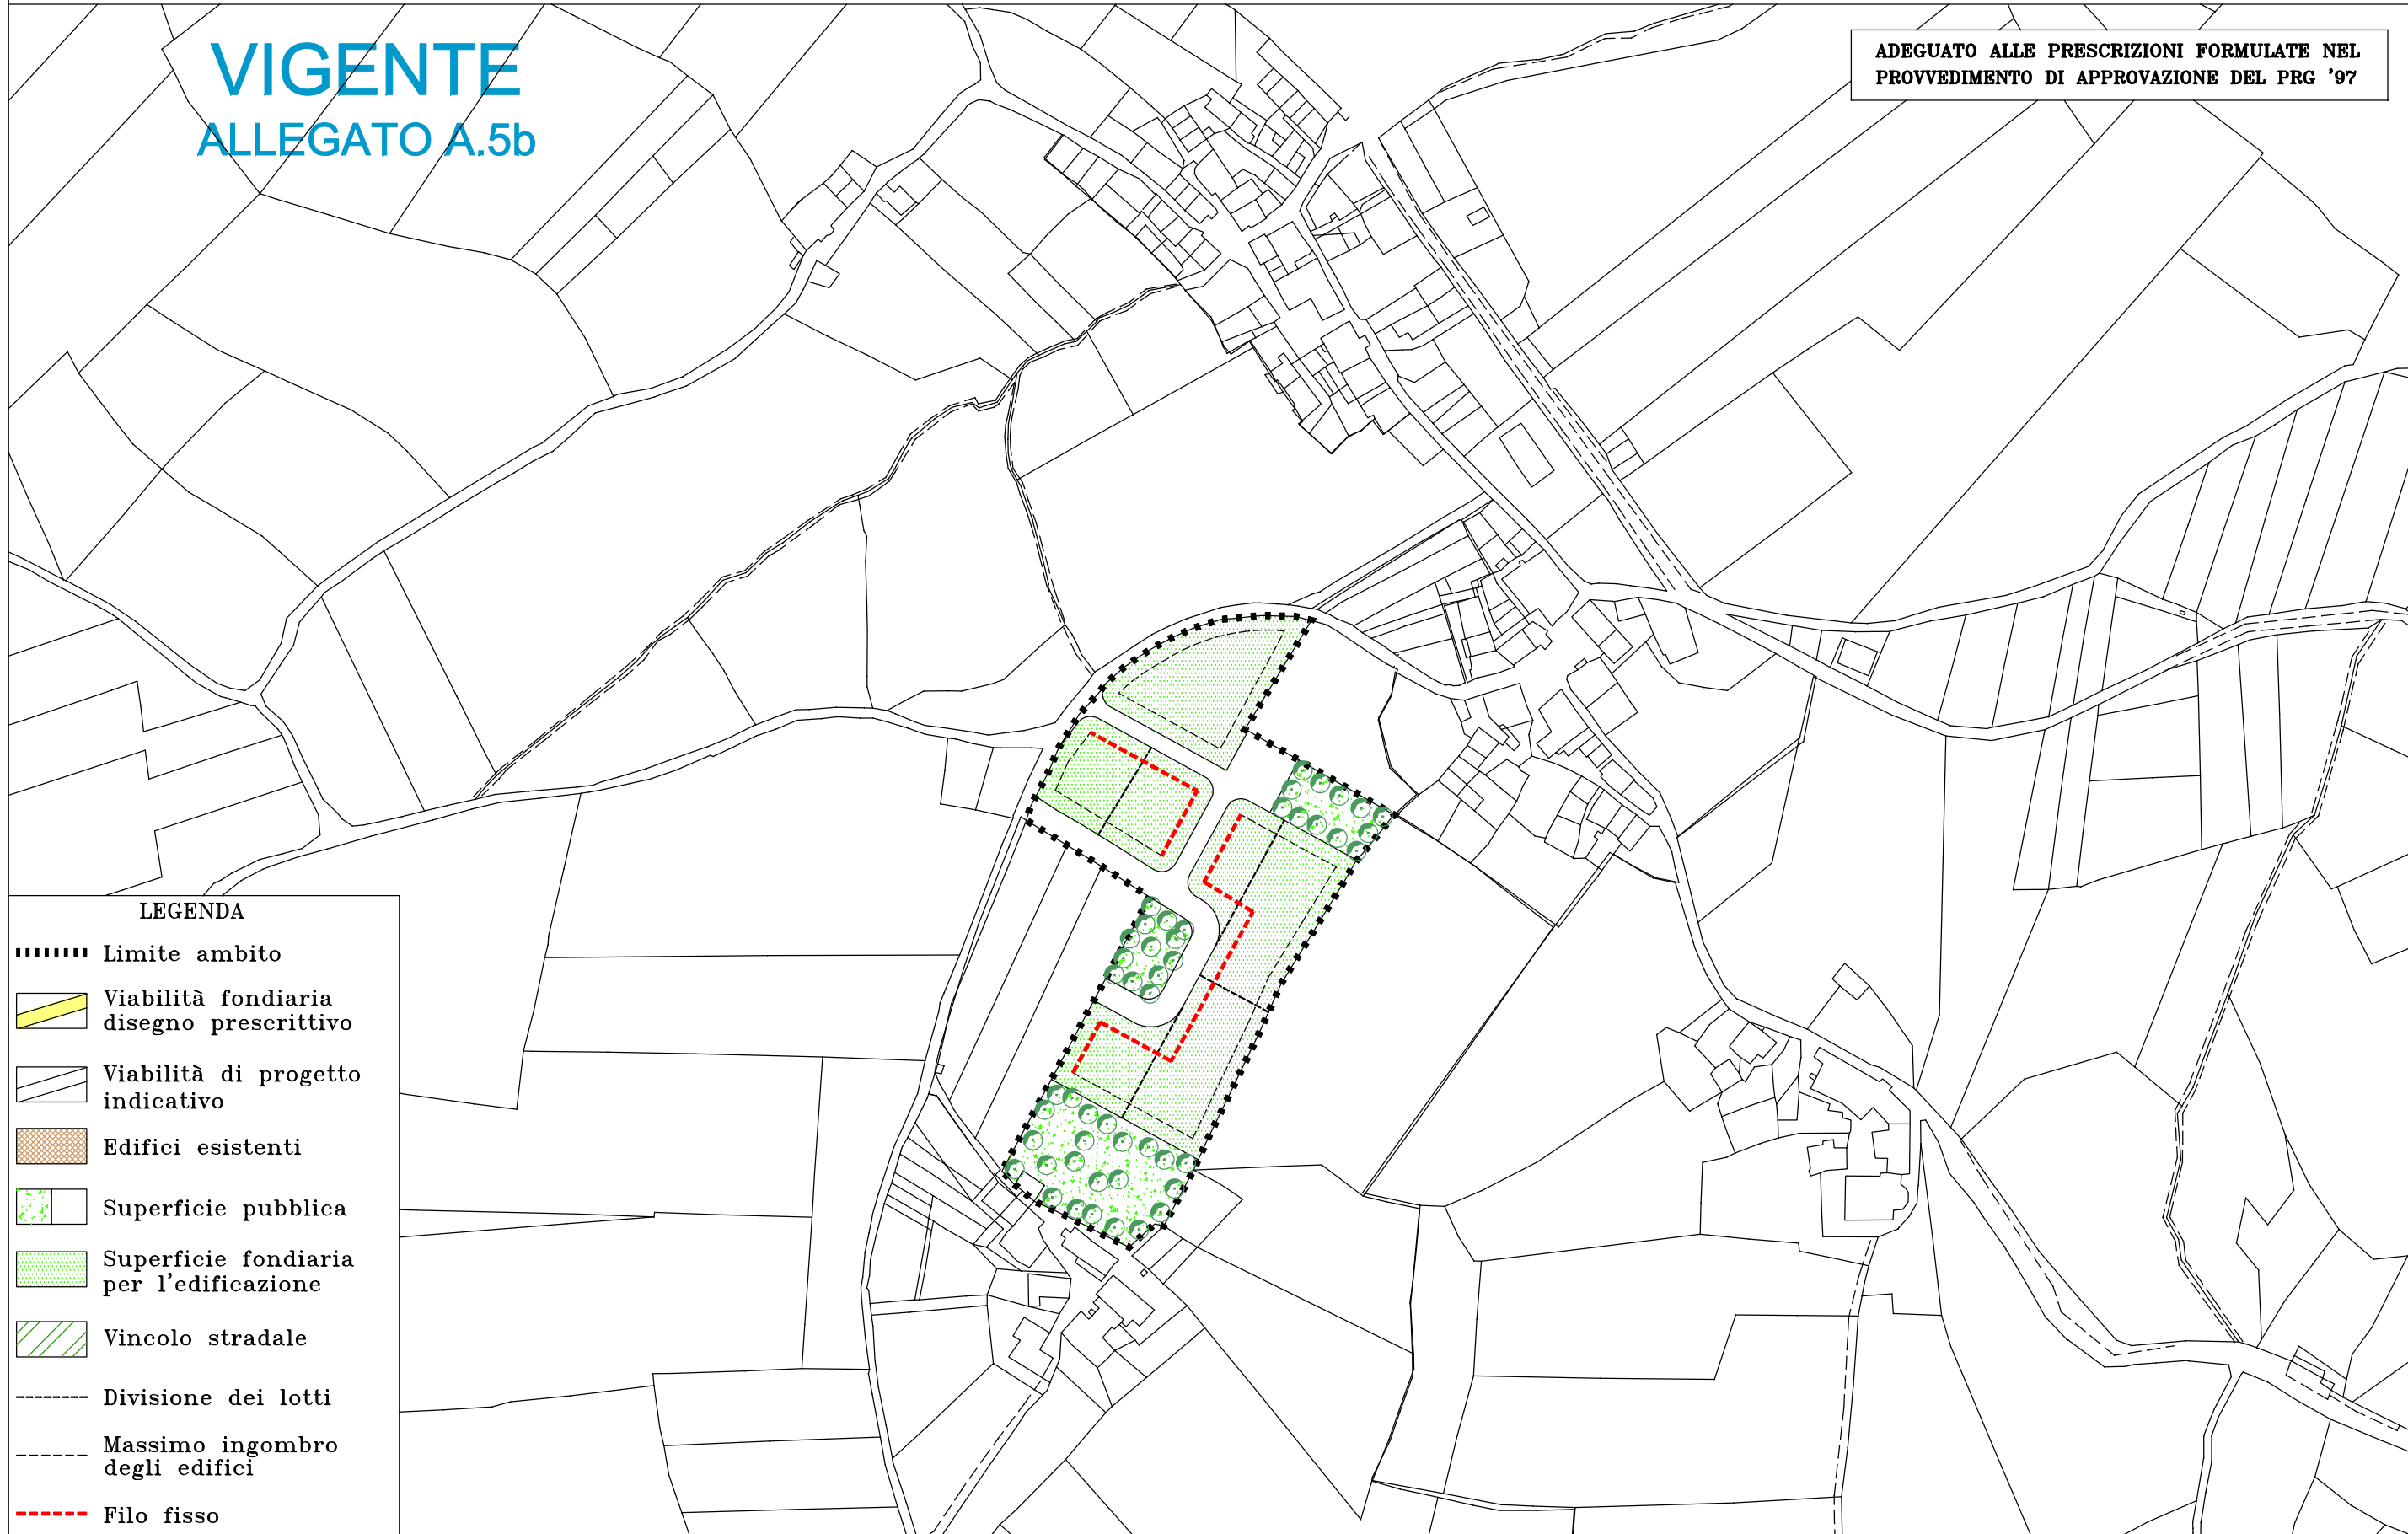 VIGENTE
ALLEGATO A.5b
ADEGUATO ALLE PRESCRIZIONI FORMULATE NEL
PROVVEDIMENTO DI APPROVAZIONE DEL PRG '97
LEGENDA
Limite ambito
Viabilità fondiaria
disegno prescrittivo
Viabilità di progetto
indicativo
Edifici esistenti
Superficie pubblica
Superficie fondiaria
per l'edificazione
Vincolo stradale
Divisione dei lotti
Massimo ingombro
degli edifici
Filo fisso